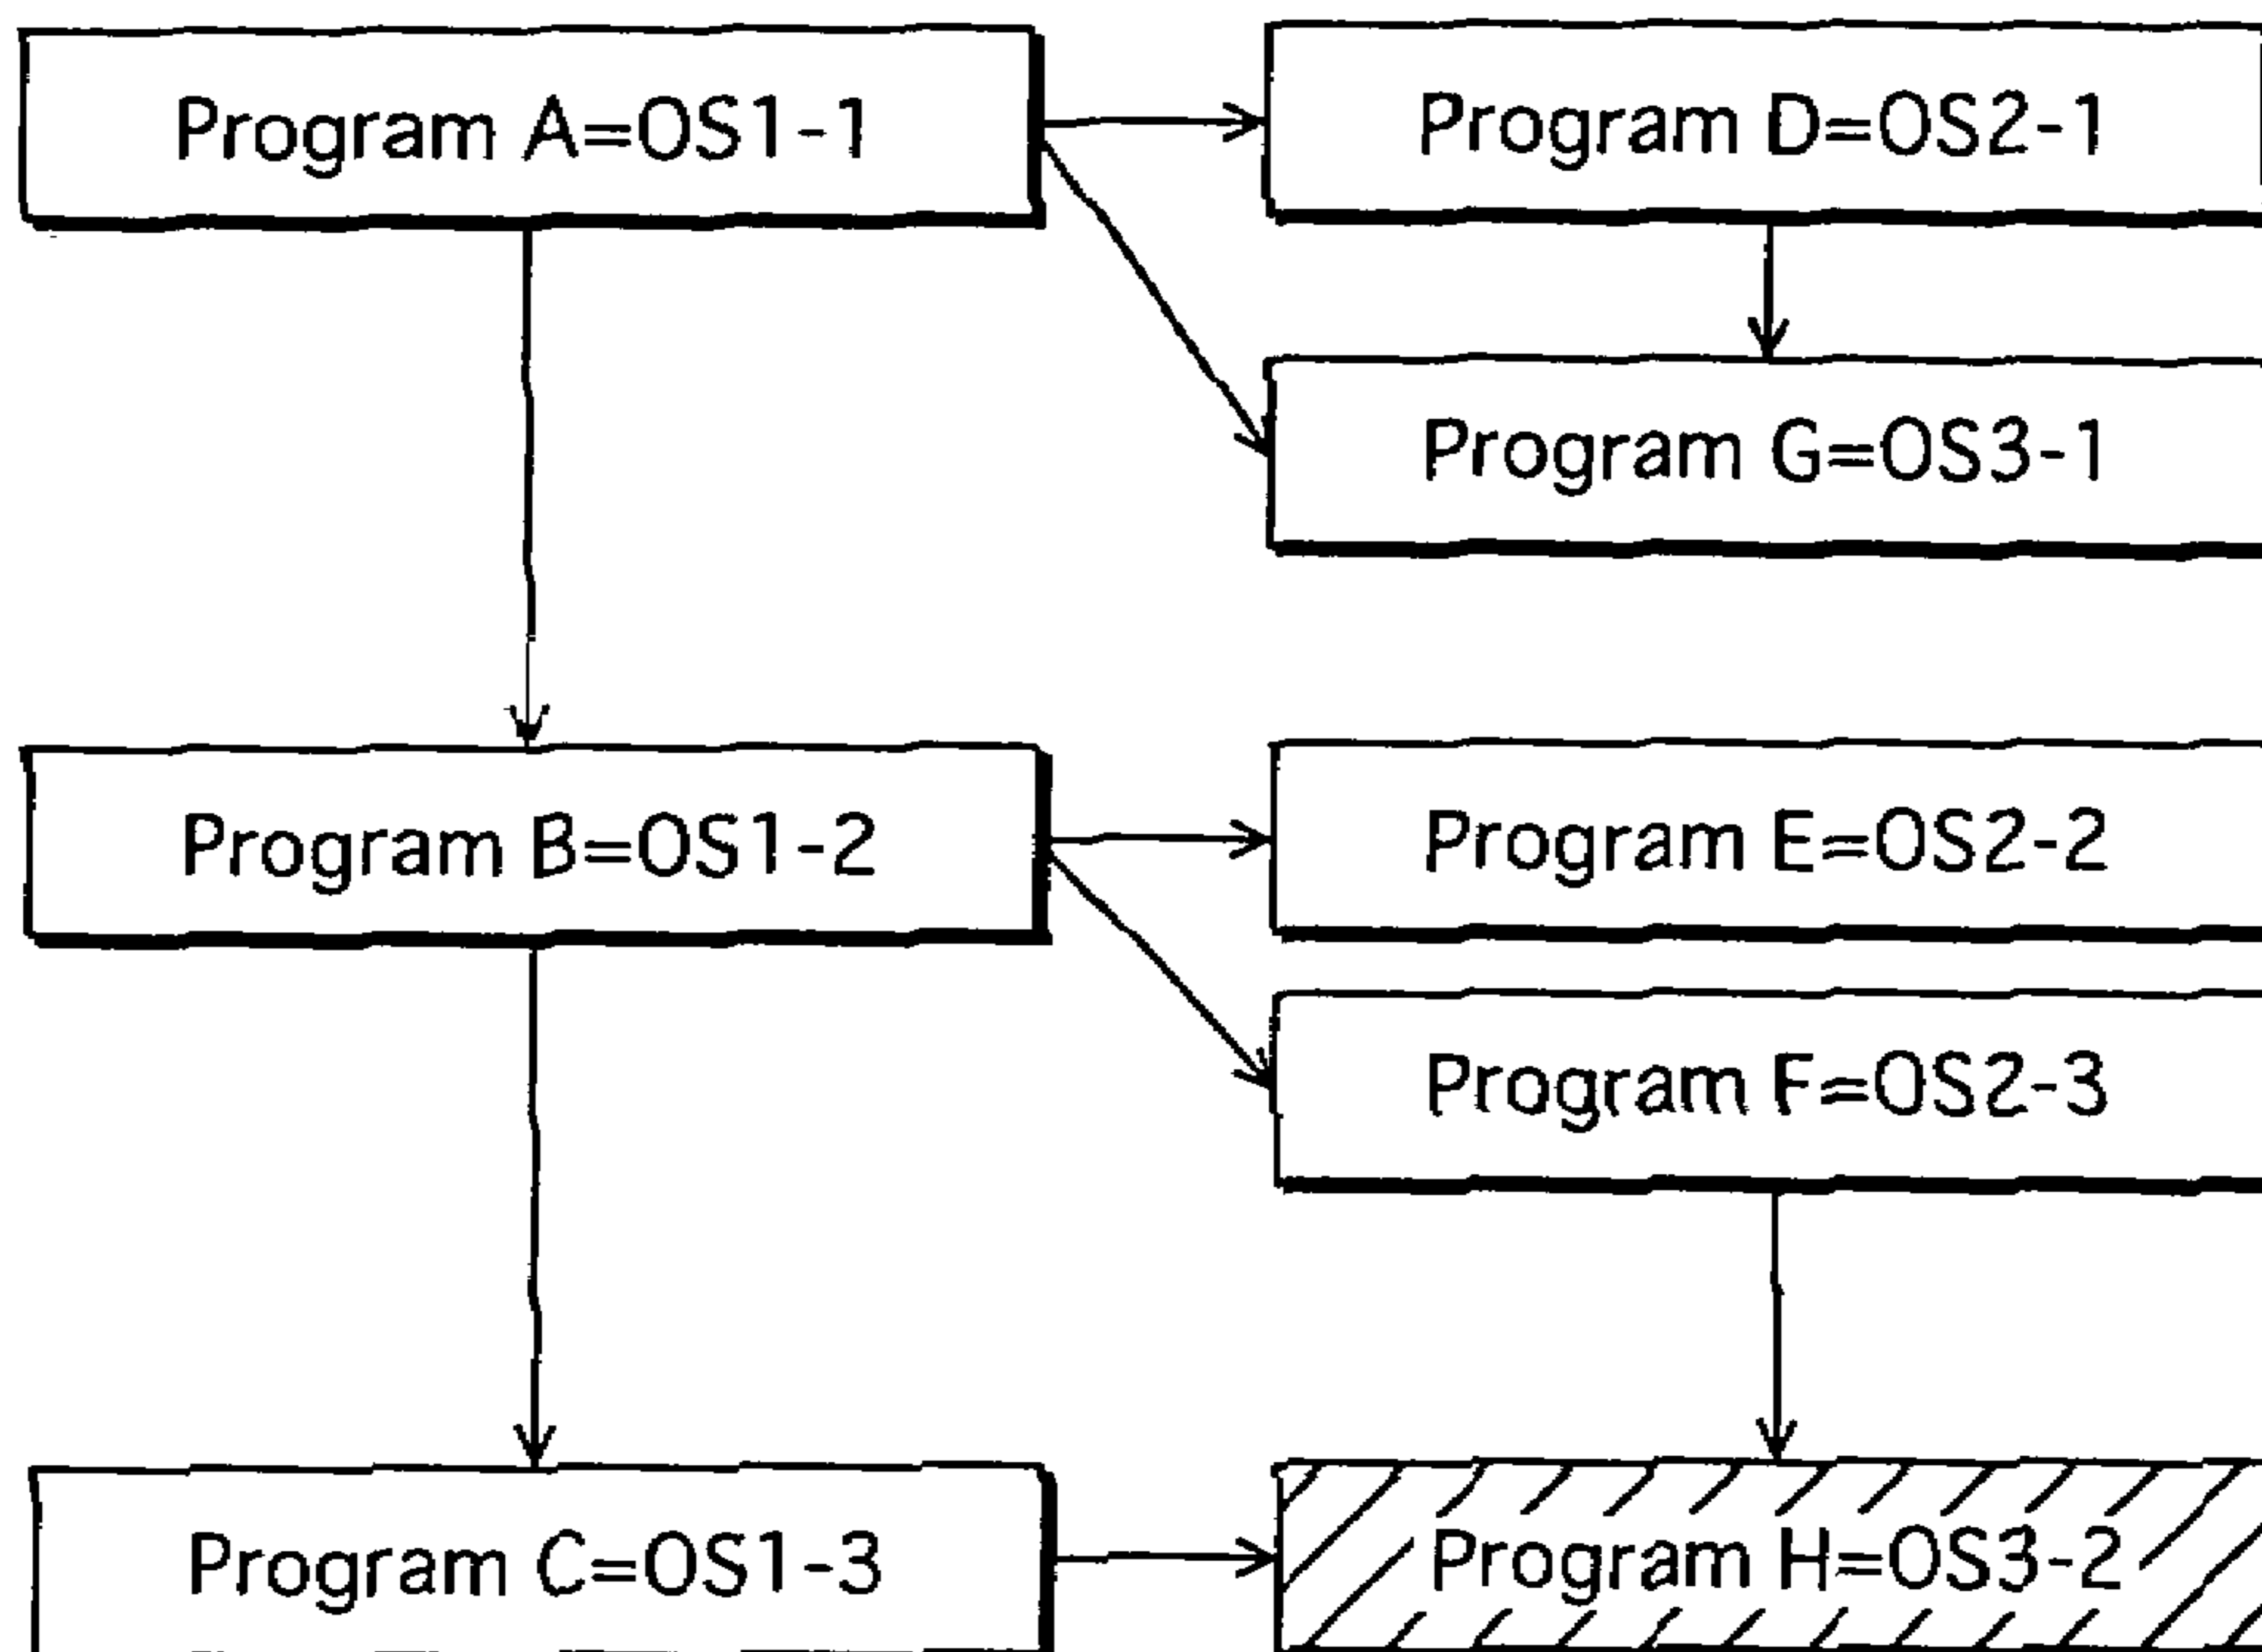 Program A=OS1-1
Program D=OS2-1
Program G=OS3-1
Program B=OS1-2
Program E=OS2-2
Program F=OS2-3
Program C=OS1-3
Program H=OS3-2